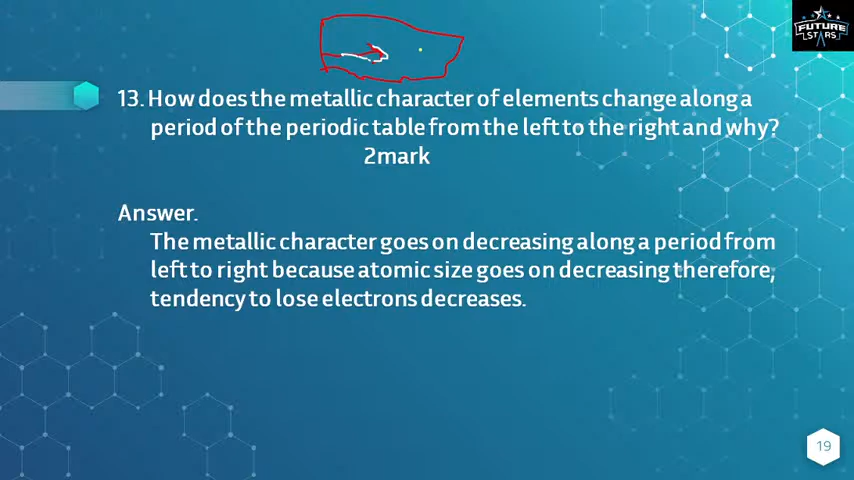 FUTURE
STARS
13. How does the metallic character of elements change along a
period of the periodic table from the left to the right and why?
2mark
Answer.
The metallic character goes on decreasing along a period from
left to right because atomic size goes on decreasing therefore,
tendency to lose electrons decreases.
19